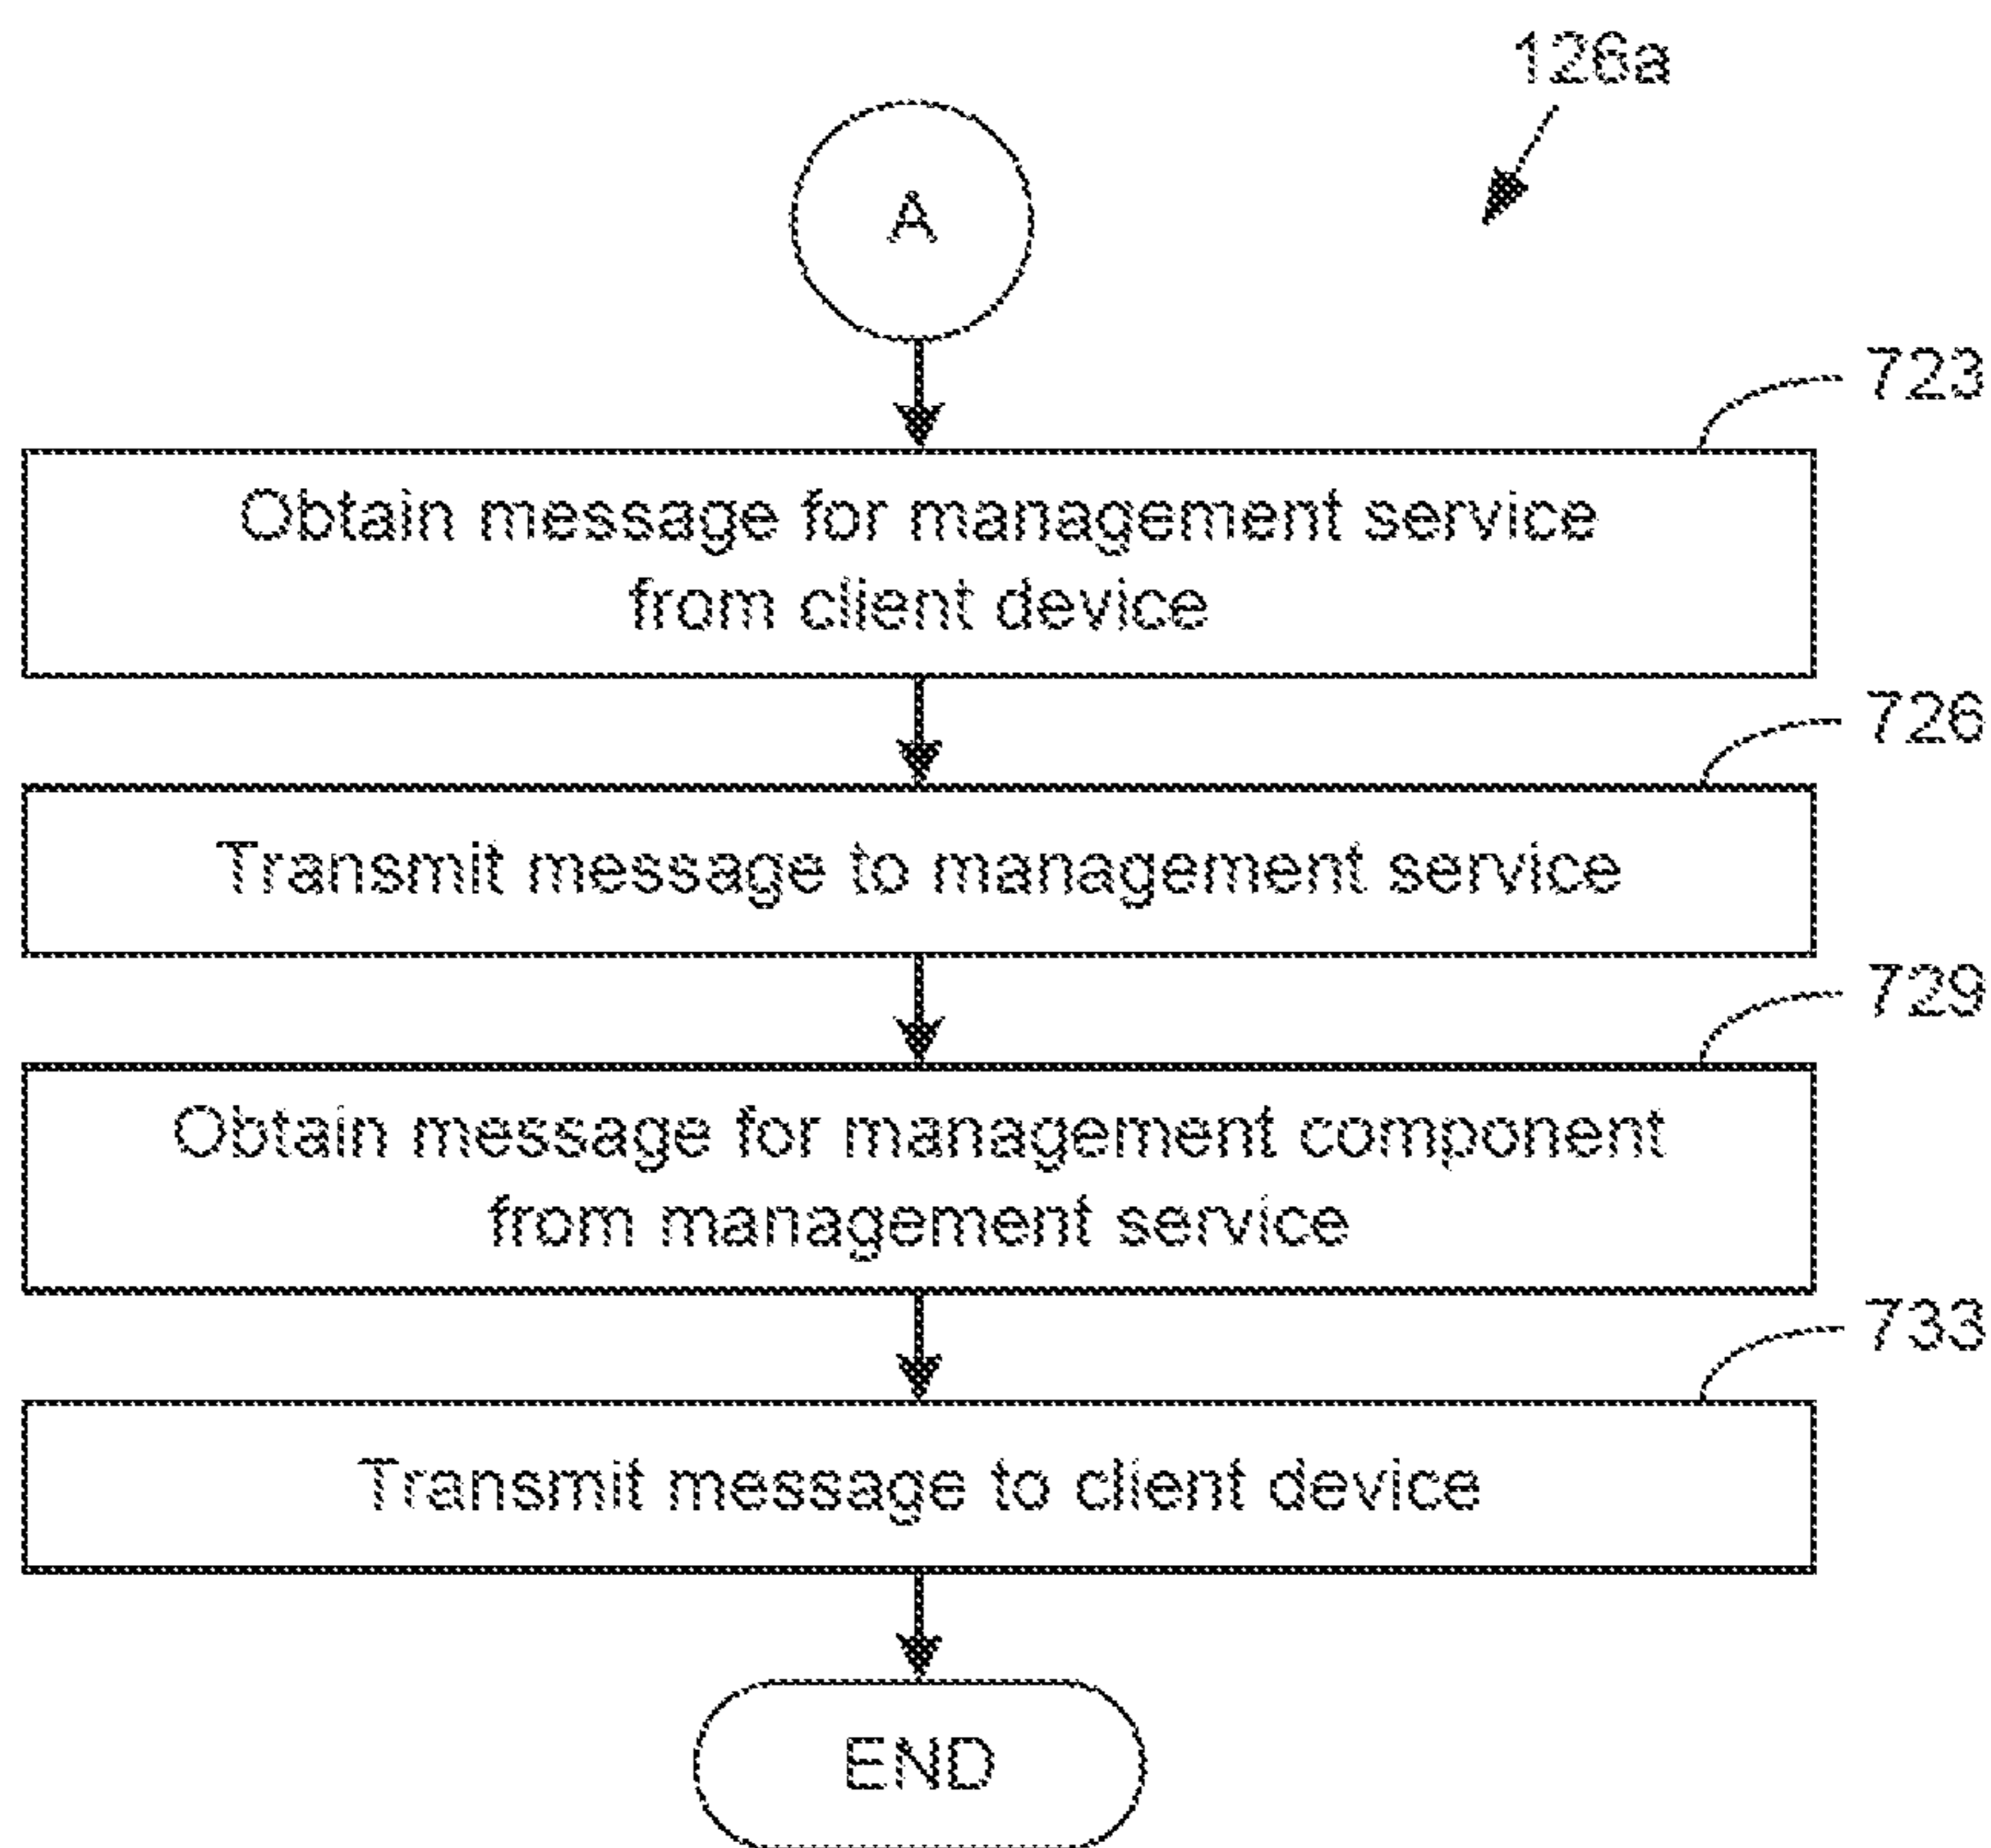 126a
A
723
Obtain message for management service
from client device
726
Transmit message to management service
729
Obtain message for management component
from management service
733
Transmit message to client device
END